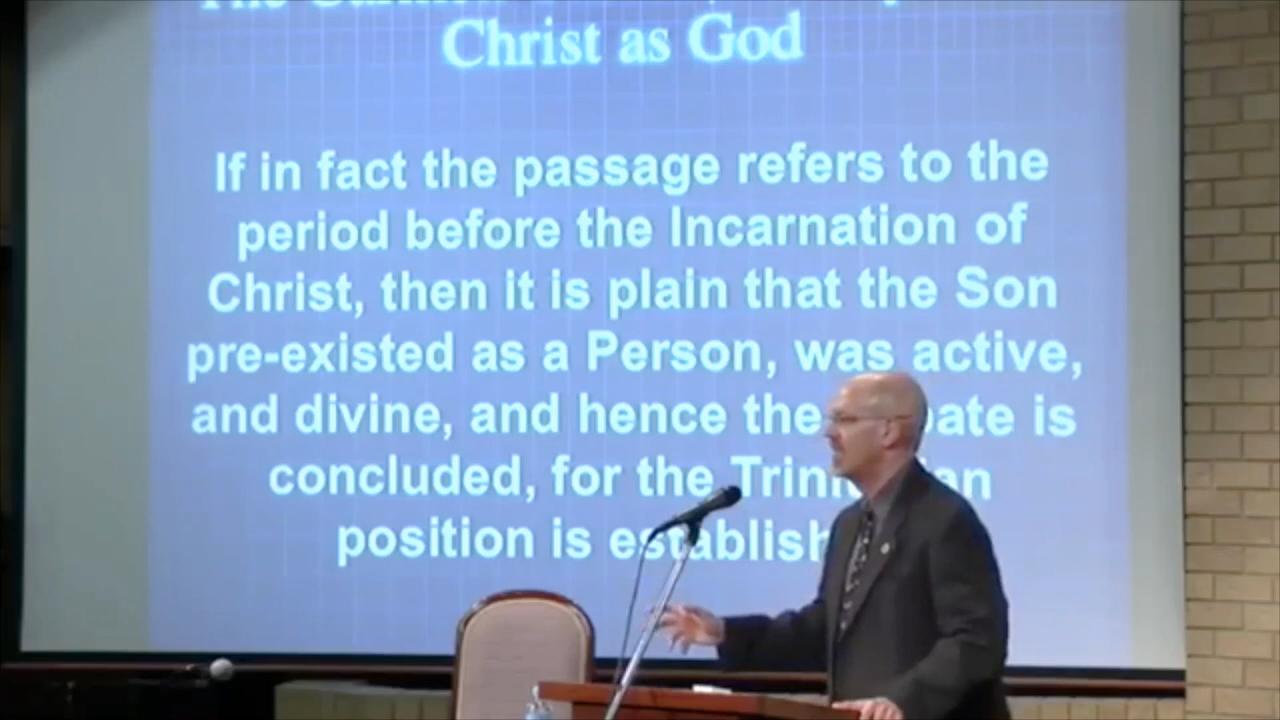 The
Christ as God
If in fact the passage refers to the
period before the Incarnation of
Christ, then it is plain that the Son
pre-existed as a Person, was active,
and divine, and hence the
concluded, for the
position is